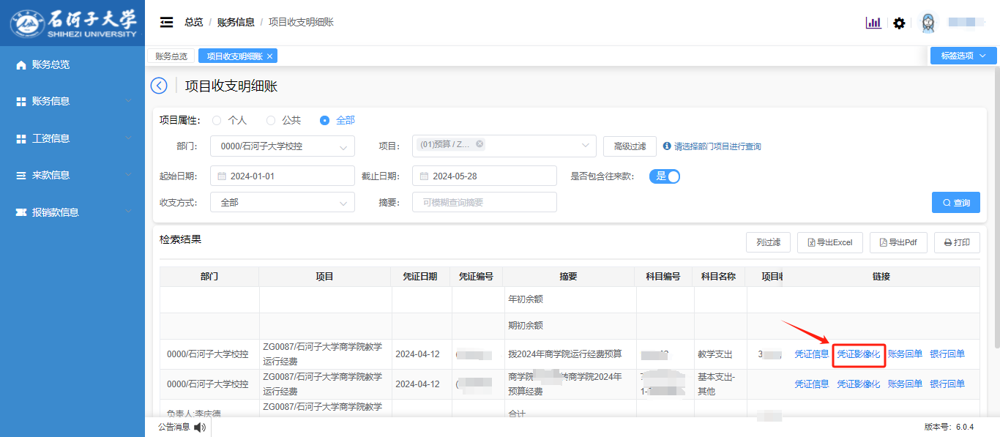 石河子大学
SHIHEZI UNIVERSITY
总览 / 账务信息 / 项目收支明细账
账务总览 项目收支明细账 × 标签选项
账务总览
账务信息
工资信息
来款信息
报销款信息
项目收支明细账
项目属性: 个人 公共 全部
部门: 0000/石河子大学校控 项目: (01)预算 / Z... 高级过滤 请选择部门项目进行查询
起始日期: 2024-01-01 截止日期: 2024-05-28 是否包含往来款: 是
收支方式: 全部 摘要: 可模糊查询摘要 查询
检索结果 列过滤 导出Excel 导出Pdf 打印
部门 项目 凭证日期 凭证编号 摘要 科目编号 科目名称 项目 链接
年初余额
期初余额
0000/石河子大学校控 ZG0087/石河子大学商学院教学运行经费 2024-04-12 拨2024年商学院运行经费预算 教学支出 3 凭证信息 凭证影像化 账务回单 银行回单
0000/石河子大学校控 ZG0087/石河子大学商学院教学运行经费 2024-04-12 商学院 商学院2024年预算经费 1- 基本支出-其他 凭证信息 凭证影像化 账务回单 银行回单
负责人:李庆德 ZG0087/石河子大学商学院教学 合计
公告消息 版本号: 6.0.4